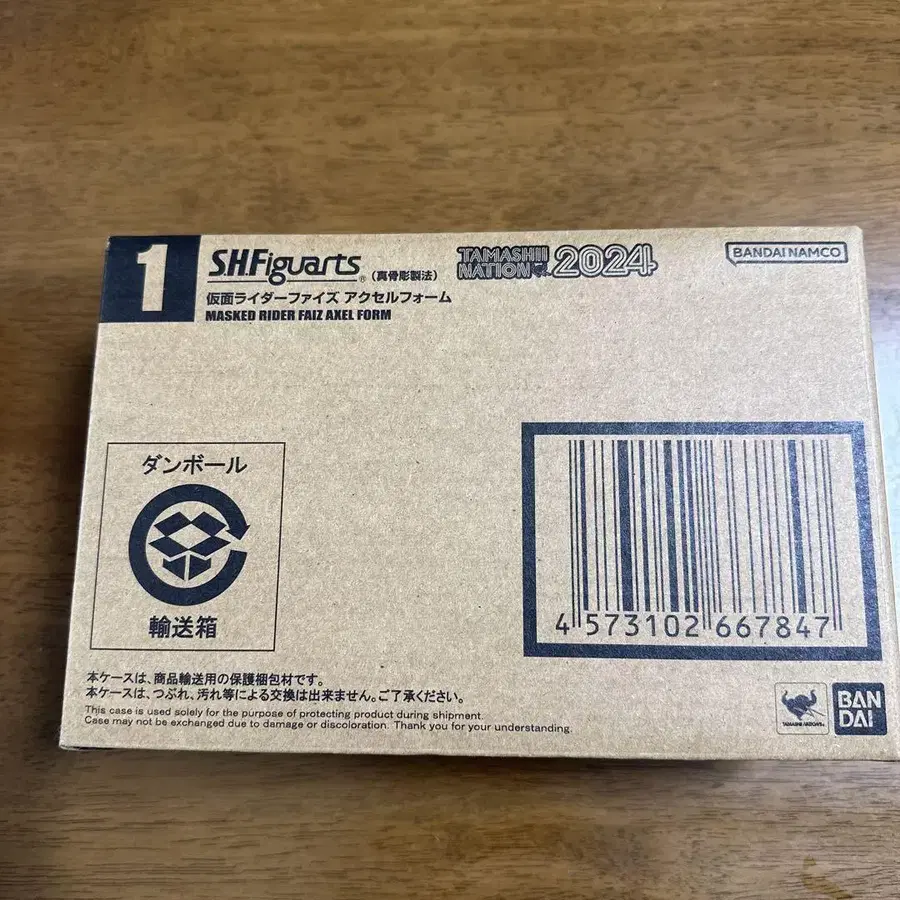 1
S.H.Figuarts® (真骨彫製法)
TAMASHII NATION 2024
BANDAI NAMCO
仮面ライダーファイズ アクセルフォーム
MASKED RIDER FAIZ AXEL FORM
ダンボール
輸送箱
4 573102 667847
本ケースは、商品輸送用の保護梱包材です。
本ケースは、つぶれ、汚れ等による交換は出来ません。ご了承ください。
This case is used solely for the purpose of protecting product during shipment.
Case may not be exchanged due to damage or discoloration. Thank you for your understanding.
TAMASHII NATIONS
BAN
DAI